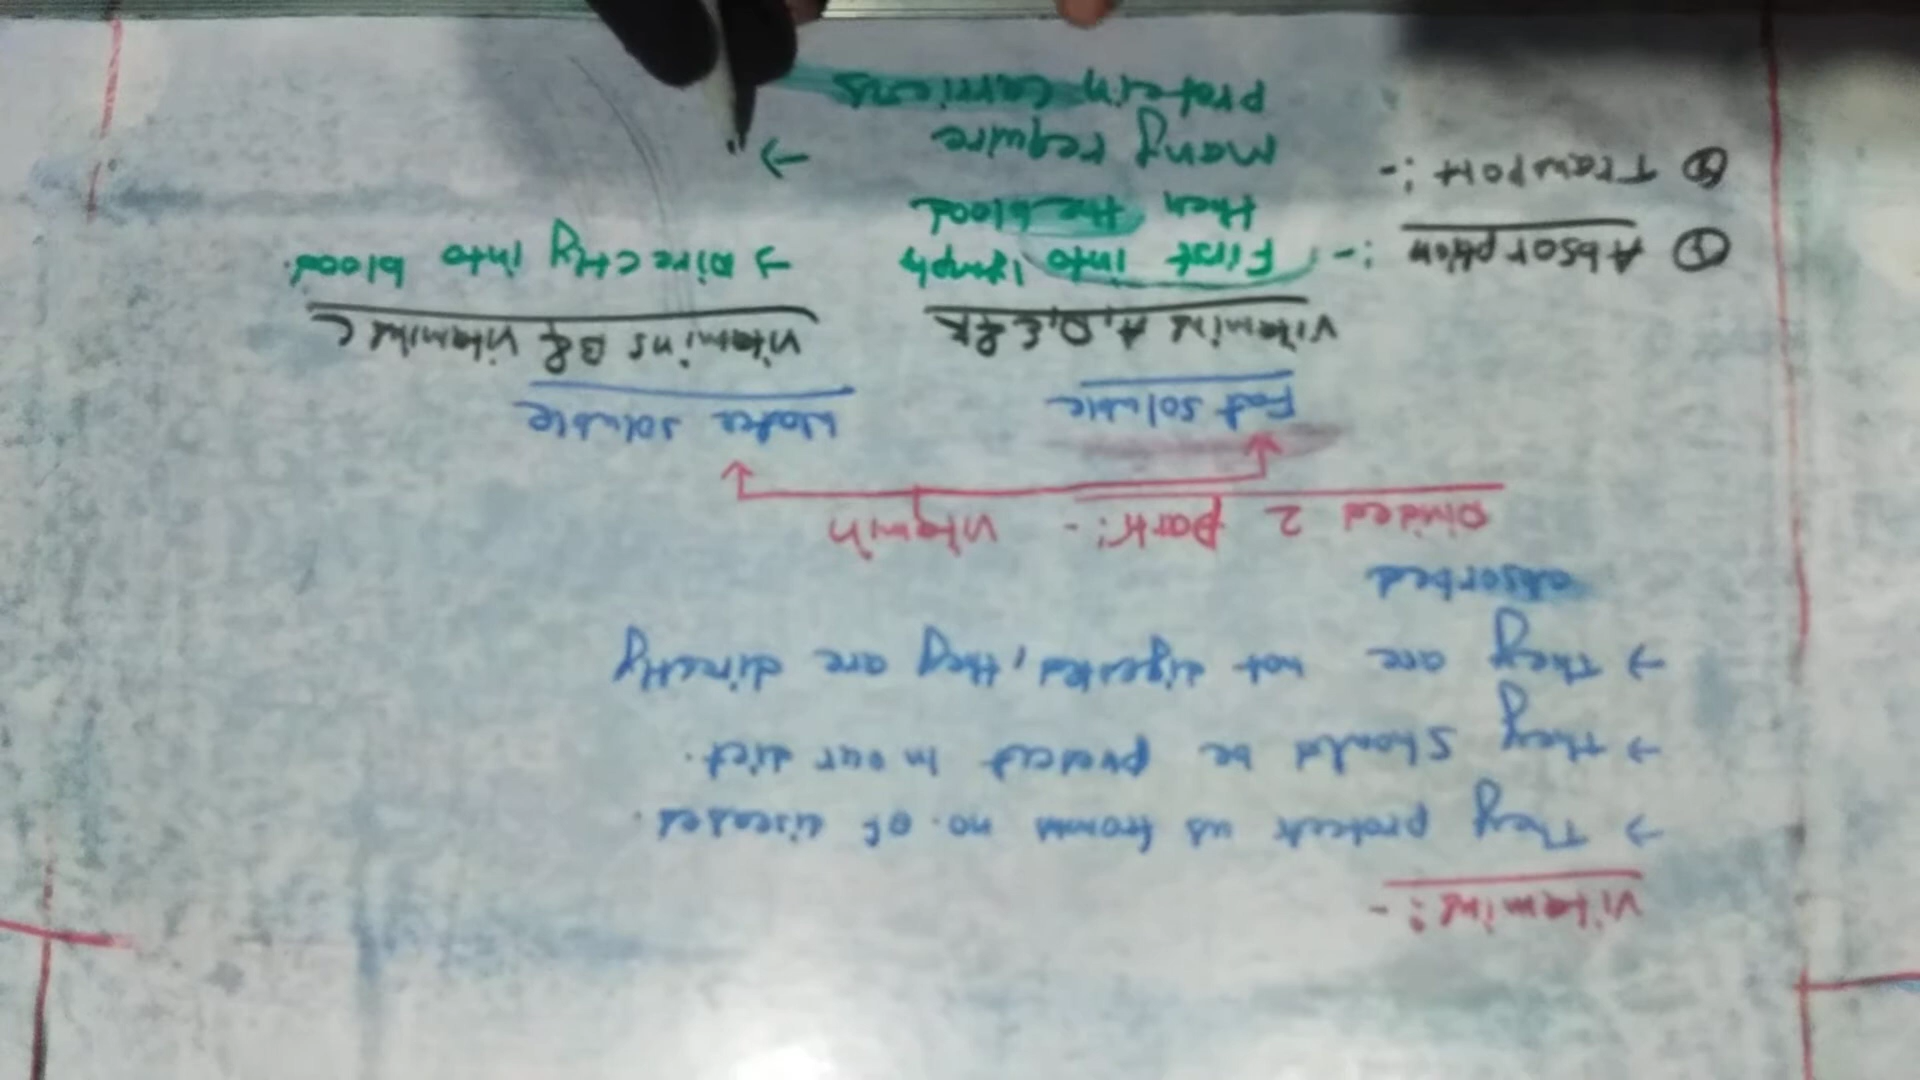 Vitamins:-
→ They protect us from no. of diseases.
→ they should be present in our diet.
→ They are not digested, they are directly
absorbed
Divided 2 part:- Vitamin
Fat soluble Water soluble
Vitamins A, D, E & K Vitamins B & Vitamins C
① Absorption :- First into lymph → Directly into blood.
then the blood
② Transport :- many require →
protein carriers